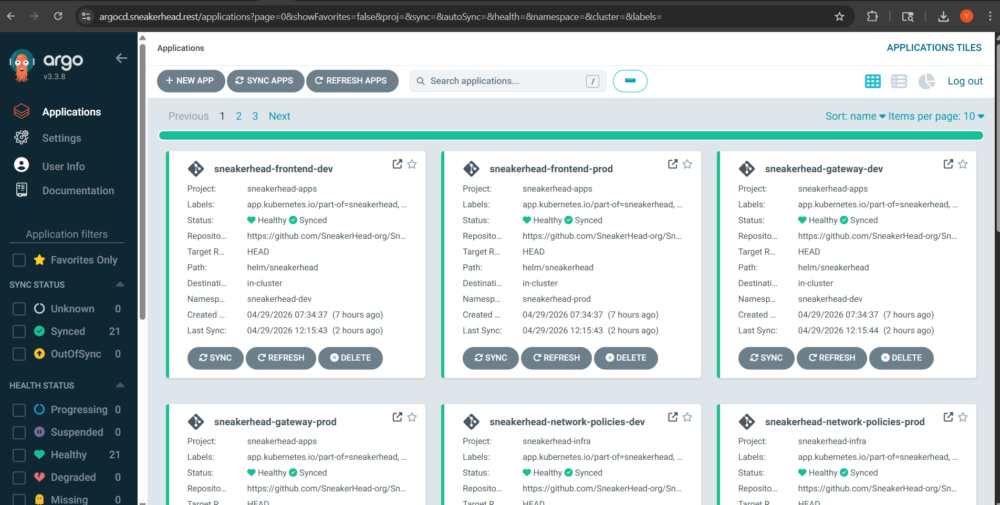 argocd.sneakerhead.rest/applications?page=0&showFavorites=false&proj=&sync=&autoSync=&health=&namespace=&cluster=&labels=
Y
argo
v3.3.8
Applications
Settings
User Info
Documentation
Application filters
Favorites Only
SYNC STATUS
Unknown 0
Synced 21
OutOfSync 0
HEALTH STATUS
Progressing 0
Suspended 0
Healthy 21
Degraded 0
Missing 0
Applications
APPLICATIONS TILES
+ NEW APP
SYNC APPS
REFRESH APPS
Search applications...
/
Log out
Previous 1 2 3 Next
Sort: name Items per page: 10
sneakerhead-frontend-dev
Project: sneakerhead-apps
Labels: app.kubernetes.io/part-of=sneakerhead, ...
Status: Healthy Synced
Reposito... https://github.com/SneakerHead-org/Sn...
Target R... HEAD
Path: helm/sneakerhead
Destinati... in-cluster
Namesp... sneakerhead-dev
Created ... 04/29/2026 07:34:37 (7 hours ago)
Last Sync: 04/29/2026 12:15:43 (2 hours ago)
SYNC REFRESH DELETE
sneakerhead-frontend-prod
Project: sneakerhead-apps
Labels: app.kubernetes.io/part-of=sneakerhead, ...
Status: Healthy Synced
Reposito... https://github.com/SneakerHead-org/Sn...
Target R... HEAD
Path: helm/sneakerhead
Destinati... in-cluster
Namesp... sneakerhead-prod
Created ... 04/29/2026 07:34:37 (7 hours ago)
Last Sync: 04/29/2026 12:15:43 (2 hours ago)
SYNC REFRESH DELETE
sneakerhead-gateway-dev
Project: sneakerhead-apps
Labels: app.kubernetes.io/part-of=sneakerhead, ...
Status: Healthy Synced
Reposito... https://github.com/SneakerHead-org/Sn...
Target R... HEAD
Path: helm/sneakerhead
Destinati... in-cluster
Namesp... sneakerhead-dev
Created ... 04/29/2026 07:34:37 (7 hours ago)
Last Sync: 04/29/2026 12:15:44 (2 hours ago)
SYNC REFRESH DELETE
sneakerhead-gateway-prod
Project: sneakerhead-apps
Labels: app.kubernetes.io/part-of=sneakerhead, ...
Status: Healthy Synced
Reposito... https://github.com/SneakerHead-org/Sn...
Target R... HEAD
sneakerhead-network-policies-dev
Project: sneakerhead-infra
Labels: app.kubernetes.io/part-of=sneakerhead, ...
Status: Healthy Synced
Reposito... https://github.com/SneakerHead-org/Sn...
Target R... HEAD
sneakerhead-network-policies-prod
Project: sneakerhead-infra
Labels: app.kubernetes.io/part-of=sneakerhead, ...
Status: Healthy Synced
Reposito... https://github.com/SneakerHead-org/Sn...
Target R... HEAD